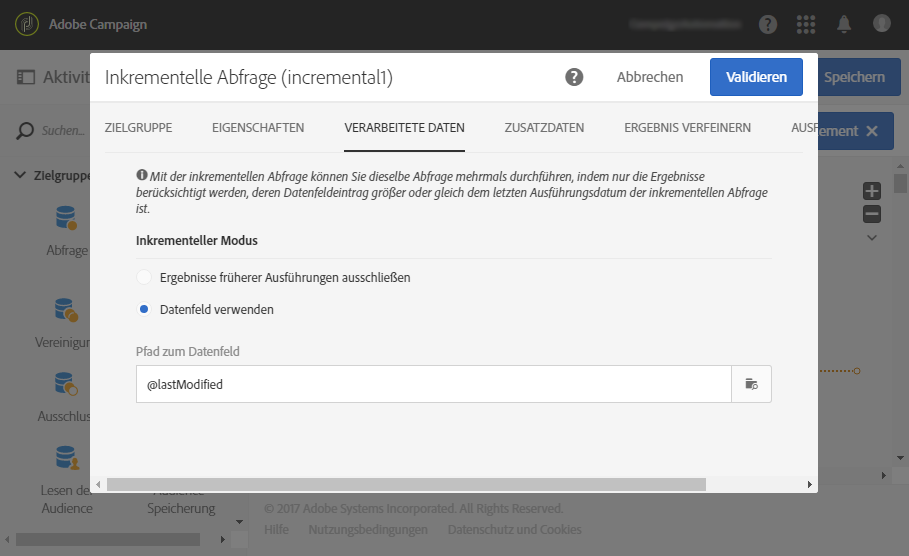 Adobe Campaign
Aktivit
Speichern
Inkrementelle Abfrage (incremental1)
Abbrechen
Validieren
Suchen...
ement
ZIELGRUPPE
EIGENSCHAFTEN
VERARBEITETE DATEN
ZUSATZDATEN
ERGEBNIS VERFEINERN
AUSF
Zielgruppe
Mit der inkrementellen Abfrage können Sie dieselbe Abfrage mehrmals durchführen, indem nur die Ergebnisse
berücksichtigt werden, deren Datenfeldeintrag größer oder gleich dem letzten Ausführungsdatum der inkrementellen Abfrage
ist.
Abfrage
Inkrementeller Modus
Ergebnisse früherer Ausführungen ausschließen
Datenfeld verwenden
Vereinigun
Pfad zum Datenfeld
@lastModified
Ausschlus
Lesen der
Audience
Audience-
Speicherung
© 2017 Adobe Systems Incorporated. All Rights Reserved.
Hilfe
Nutzungsbedingungen
Datenschutz und Cookies